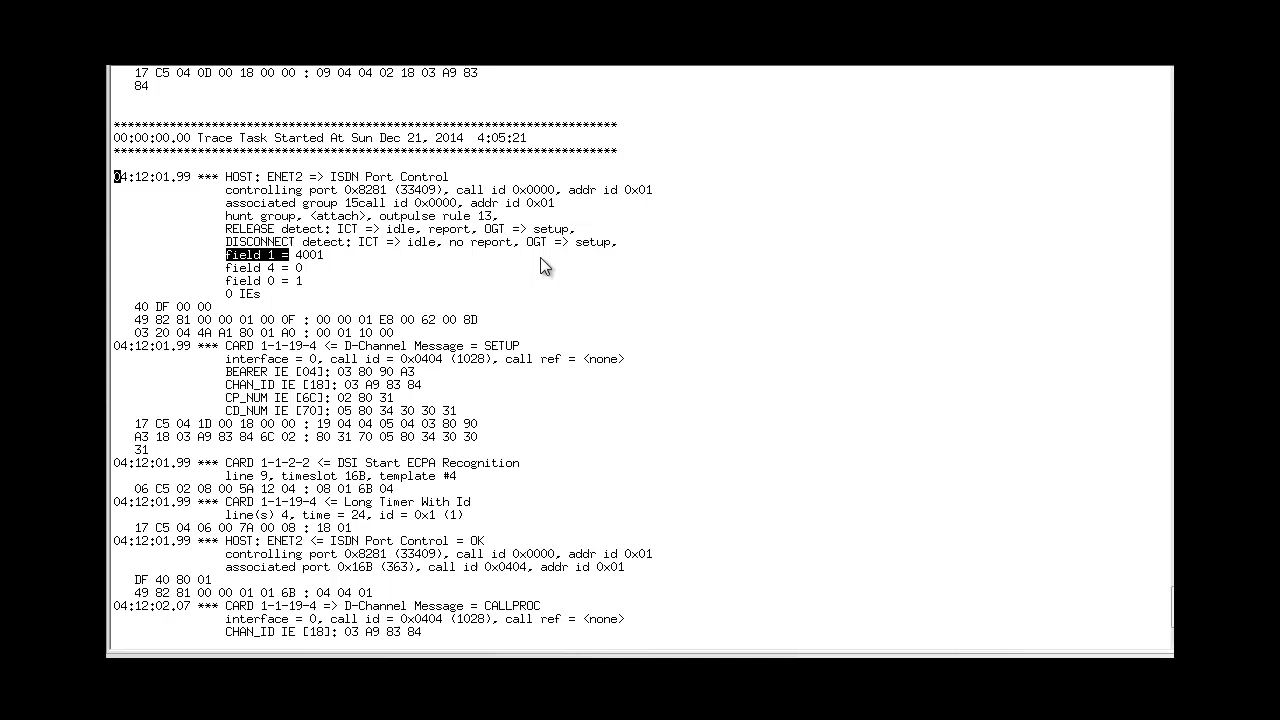 17 C5 04 0D 00 18 00 00 : 09 04 04 02 18 03 A9 83
84
************************************************************************
00:00:00.00 Trace Task Started At Sun Dec 21, 2014  4:05:21
************************************************************************
04:12:01.99 *** HOST: ENET2 => ISDN Port Control
controlling port 0x8281 (33409), call id 0x0000, addr id 0x01
associated group 15call id 0x0000, addr id 0x01
hunt group, <attach>, outpulse rule 13,
RELEASE detect: ICT => idle, report, OGT => setup,
DISCONNECT detect: ICT => idle, no report, OGT => setup,
field 1 = 4001
field 4 = 0
field 0 = 1
0 IEs
40 DF 00 00
49 82 81 00 00 01 00 0F : 00 00 01 E8 00 62 00 8D
03 20 04 4A A1 80 01 A0 : 00 01 10 00
04:12:01.99 *** CARD 1-1-19-4 <= D-Channel Message = SETUP
interface = 0, call id = 0x0404 (1028), call ref = <none>
BEARER IE [04]: 03 80 90 A3
CHAN_ID IE [18]: 03 A9 83 84
CP_NUM IE [6C]: 02 80 31
CD_NUM IE [70]: 05 80 34 30 30 31
17 C5 04 1D 00 18 00 00 : 19 04 04 05 04 03 80 90
A3 18 03 A9 83 84 6C 02 : 80 31 70 05 80 34 30 30
31
04:12:01.99 *** CARD 1-1-2-2 <= DSI Start ECPA Recognition
line 9, timeslot 16B, template #4
06 C5 02 08 00 5A 12 04 : 08 01 6B 04
04:12:01.99 *** CARD 1-1-19-4 <= Long Timer With Id
line(s) 4, time = 24, id = 0x1 (1)
17 C5 04 06 00 7A 00 08 : 18 01
04:12:01.99 *** HOST: ENET2 <= ISDN Port Control = OK
controlling port 0x8281 (33409), call id 0x0000, addr id 0x01
associated port 0x16B (363), call id 0x0404, addr id 0x01
DF 40 80 01
49 82 81 00 00 01 01 6B : 04 04 01
04:12:02.07 *** CARD 1-1-19-4 => D-Channel Message = CALLPROC
interface = 0, call id = 0x0404 (1028), call ref = <none>
CHAN_ID IE [18]: 03 A9 83 84